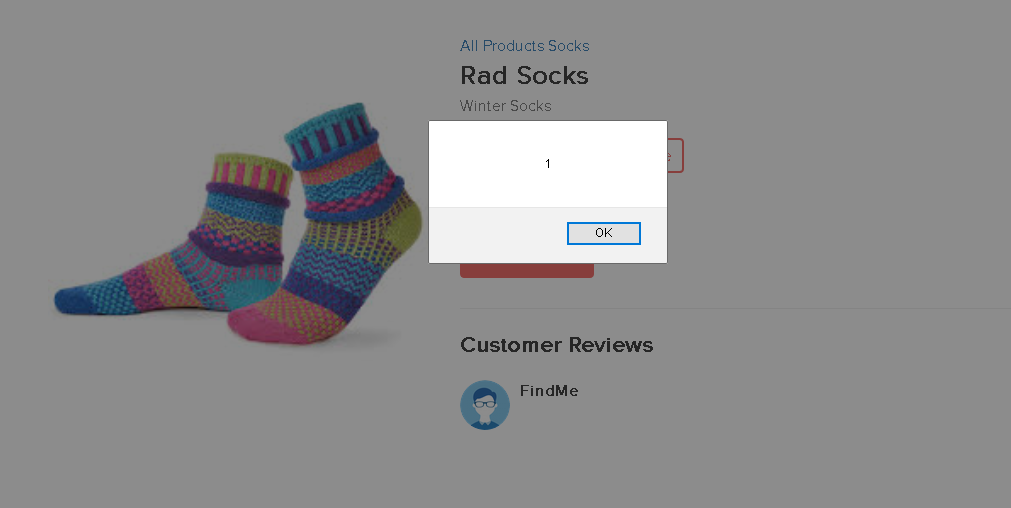 All Products Socks
Rad Socks
Winter Socks
1
OK
Customer Reviews
FindMe